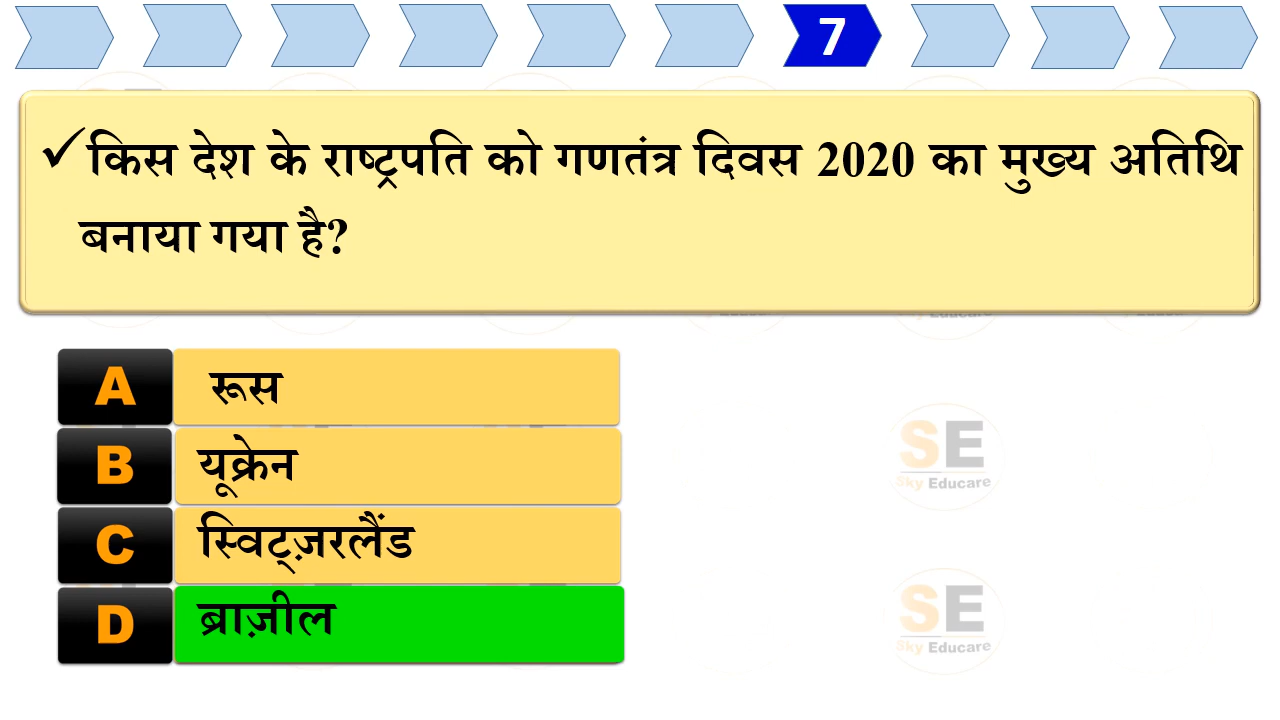 7
✓किस देश के राष्ट्रपति को गणतंत्र दिवस 2020 का मुख्य अतिथि
बनाया गया है?
A रूस
B यूक्रेन
C स्विट्ज़रलैंड
D ब्राज़ील
SE
Sky Educare
SE
Sky Educare